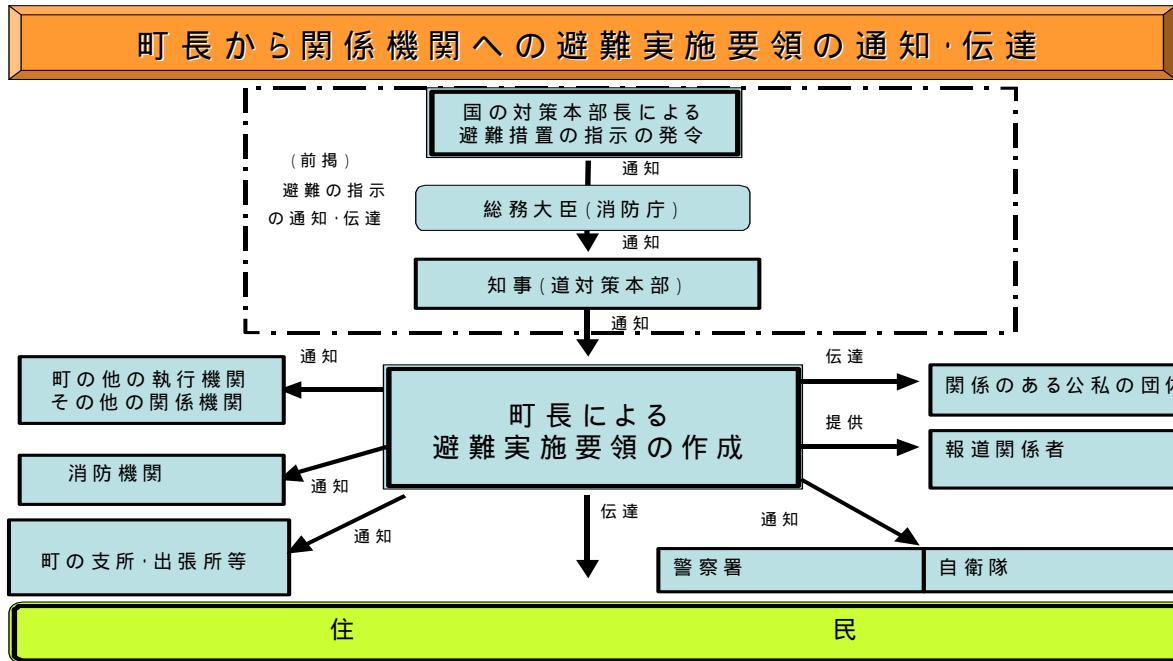 町長から関係機関への避難実施要領の通知・伝達
国の対策本部長による
避難措置の指示の発令
(前掲)
避難の指示
の通知・伝達
通知
総務大臣(消防庁)
通知
知事(道対策本部)
通知
通知
伝達
町の他の執行機関
その他の関係機関
町長による
避難実施要領の作成
関係のある公私の団体
提供
報道関係者
消防機関
通知
伝達
通知
通知
町の支所・出張所等
警察署
自衛隊
住民